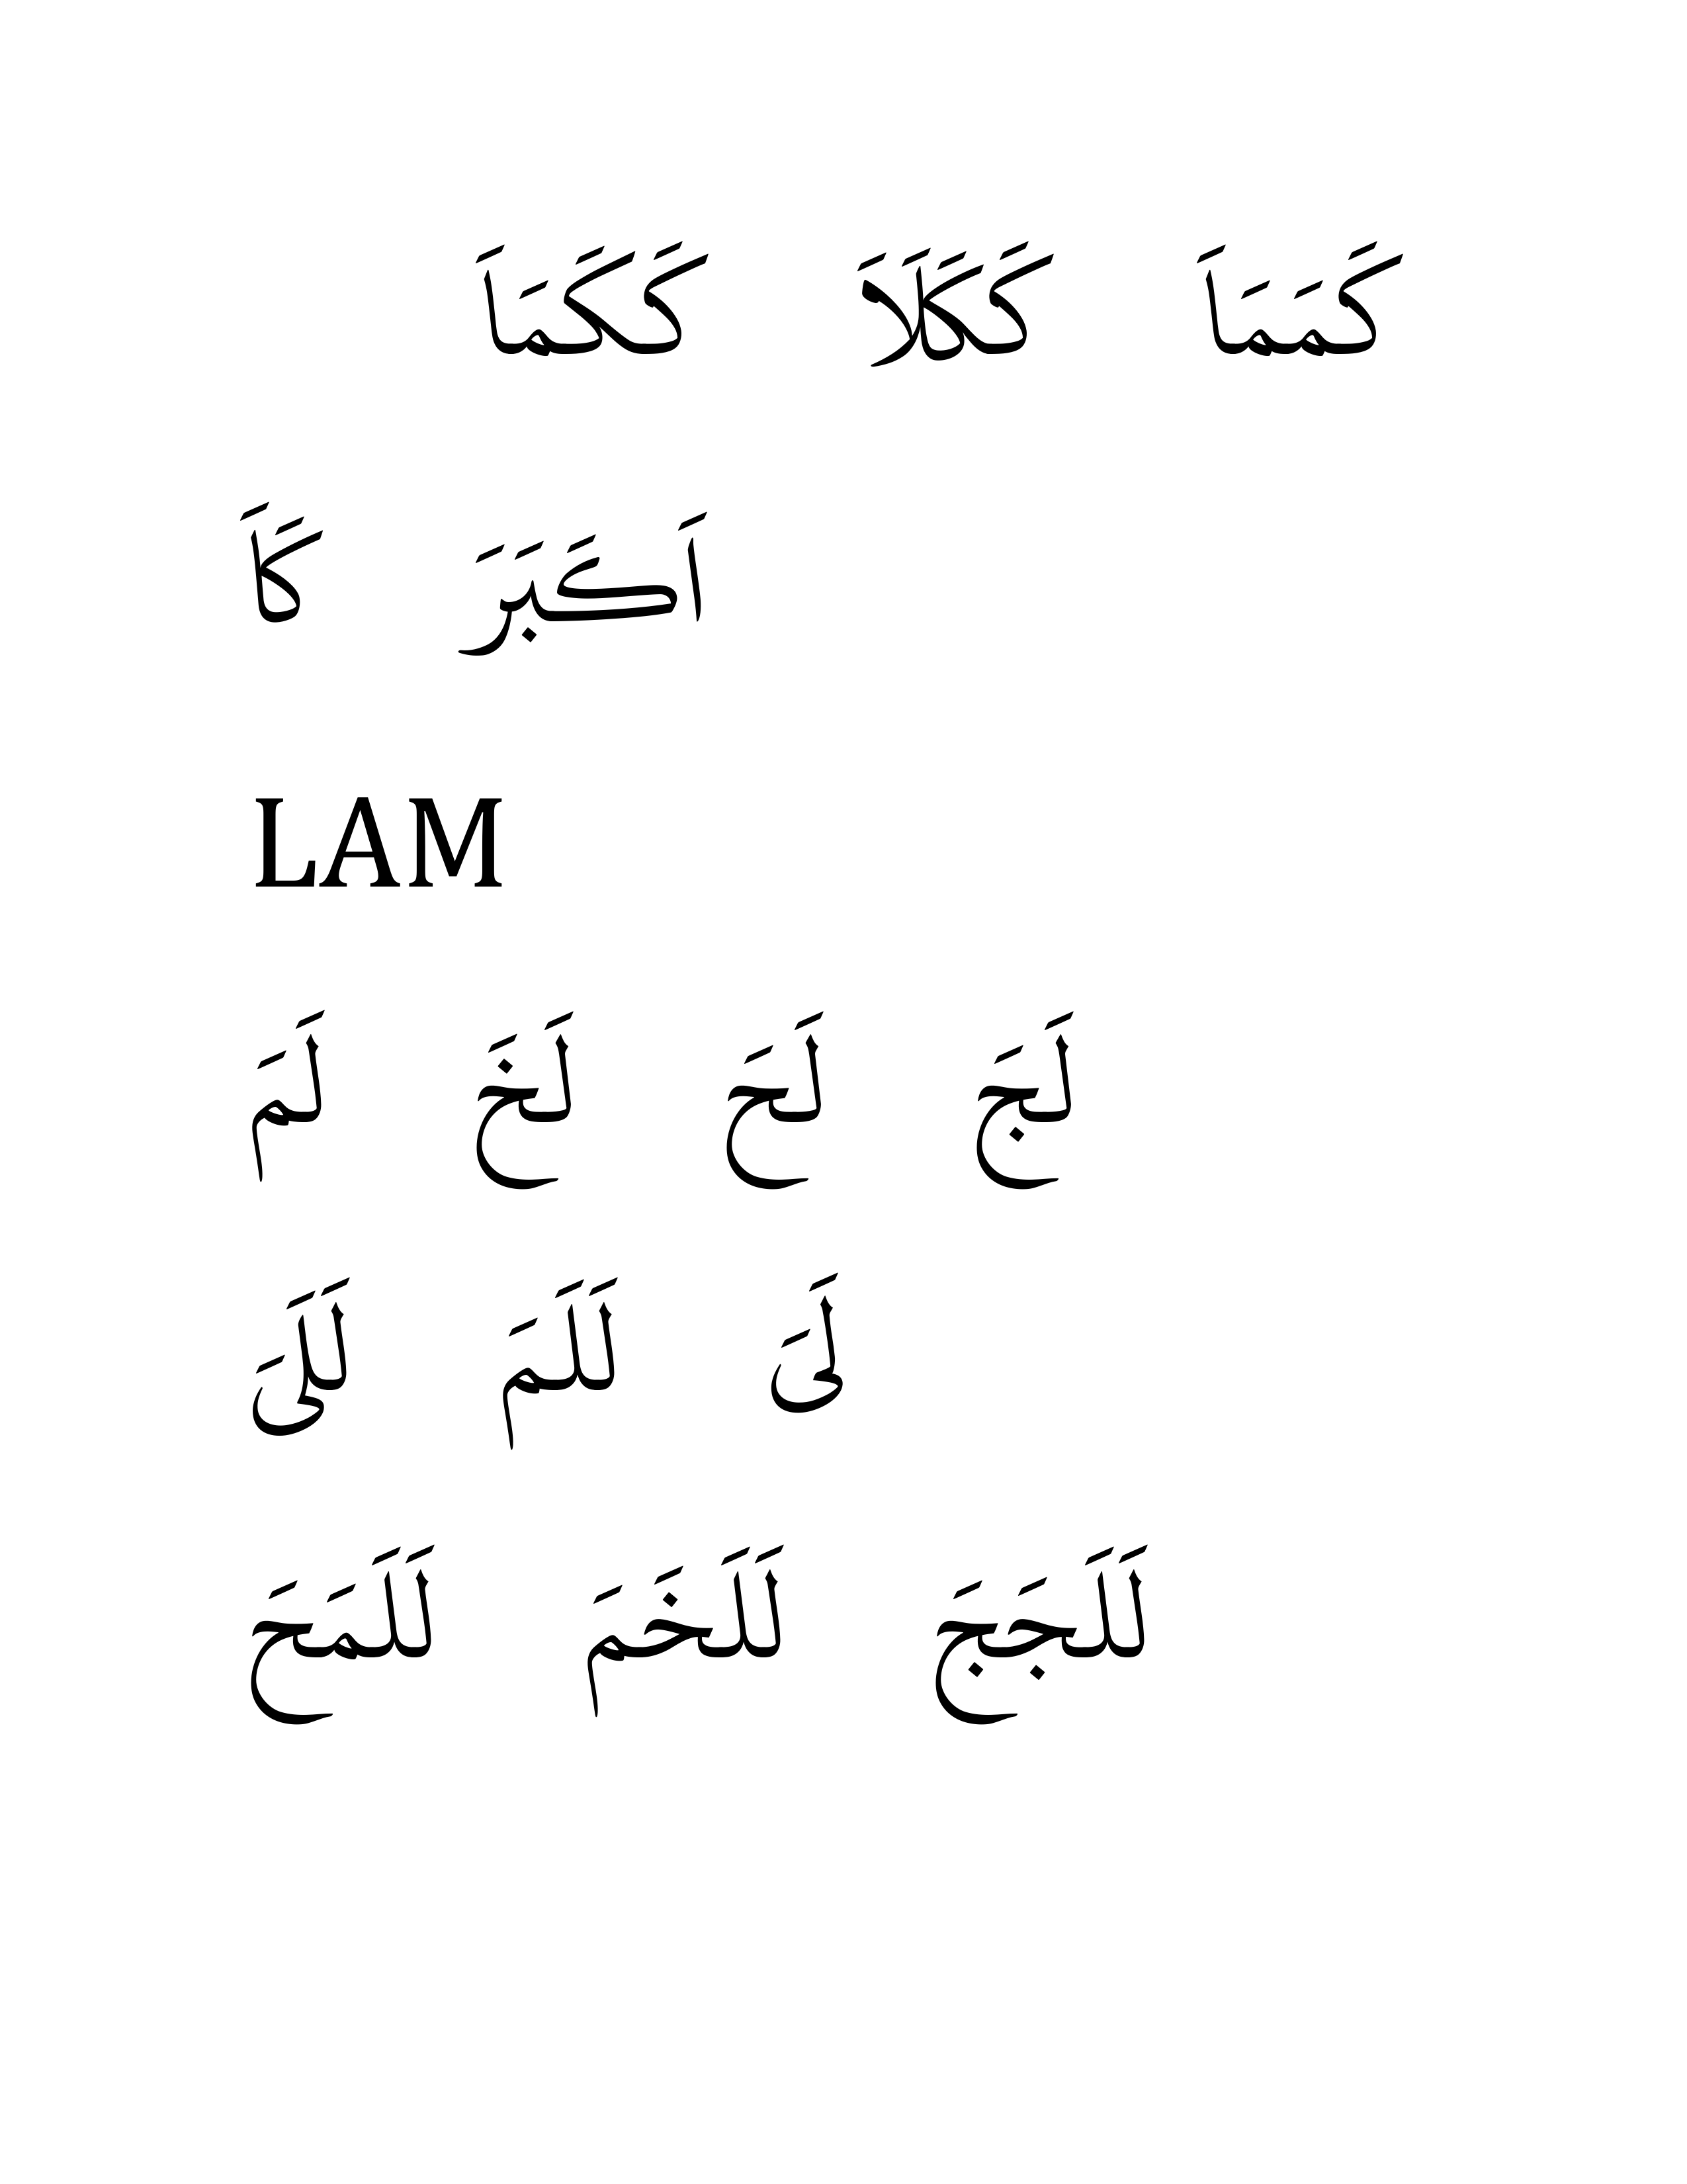 كَمَمَاَ كَكَلَاَ كَكَمَاَ
اَكَبَرَ كَاَ
LAM
لَجَ لَحَ لَخَ لَمَ
لَىَ لَلَمَ لَلَىَ
لَلَجَجَ لَلَخَمَ لَلَمَحَ